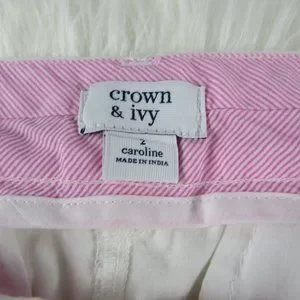 crown
& ivy
2
caroline
MADE IN INDIA